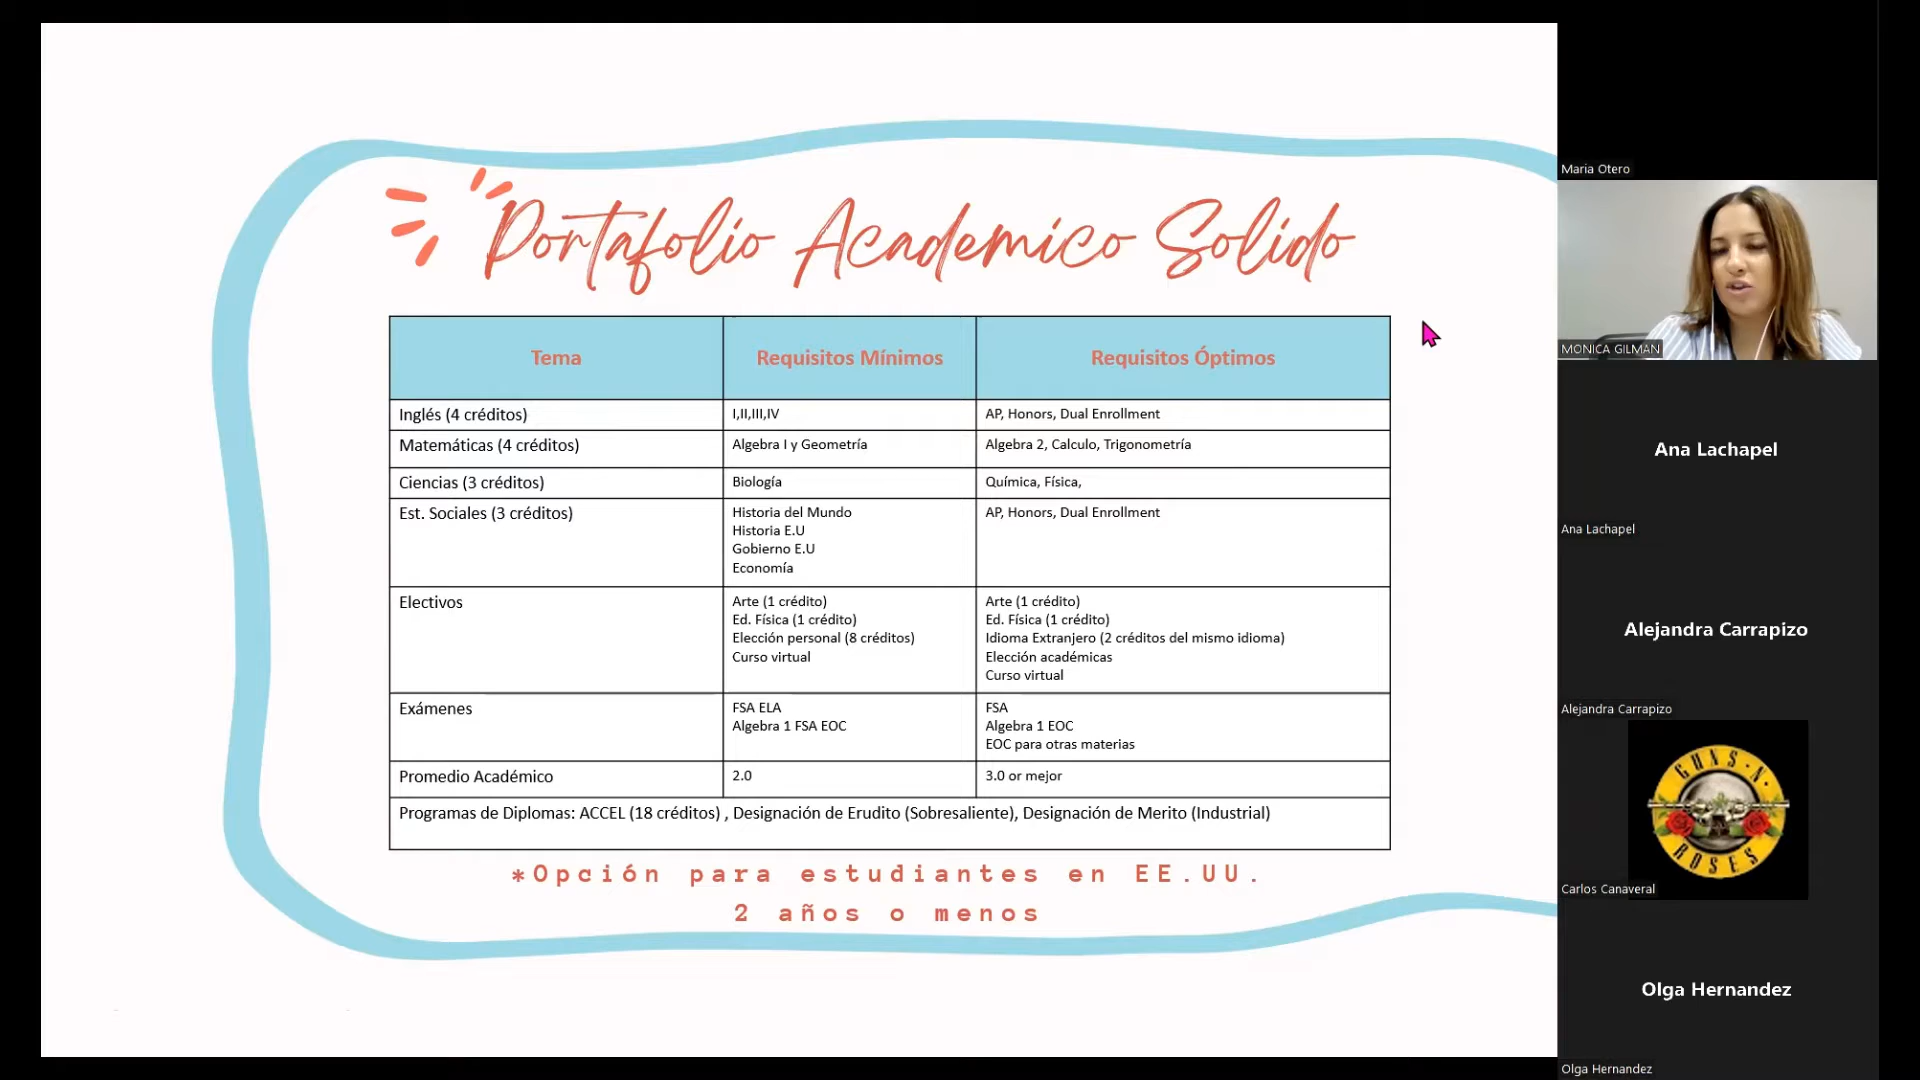 Portafolio Academico Solido
Tema
Requisitos Mínimos
Requisitos Óptimos
Inglés (4 créditos)
I,II,III,IV
AP, Honors, Dual Enrollment
Matemáticas (4 créditos)
Algebra I y Geometría
Algebra 2, Calculo, Trigonometría
Ciencias (3 créditos)
Biología
Química, Física,
Est. Sociales (3 créditos)
Historia del Mundo
Historia E.U
Gobierno E.U
Economía
AP, Honors, Dual Enrollment
Electivos
Arte (1 crédito)
Ed. Física (1 crédito)
Elección personal (8 créditos)
Curso virtual
Arte (1 crédito)
Ed. Física (1 crédito)
Idioma Extranjero (2 créditos del mismo idioma)
Elección académicas
Curso virtual
Exámenes
FSA ELA
Algebra 1 FSA EOC
FSA
Algebra 1 EOC
EOC para otras materias
Promedio Académico
2.0
3.0 or mejor
Programas de Diplomas: ACCEL (18 créditos) , Designación de Erudito (Sobresaliente), Designación de Merito (Industrial)
*Opción para estudiantes en EE.UU.
2 años o menos
Maria Otero
MONICA GILMAN
Ana Lachapel
Ana Lachapel
Alejandra Carrapizo
Alejandra Carrapizo
GUNS N'
ROSES
Carlos Canaveral
Olga Hernandez
Olga Hernandez